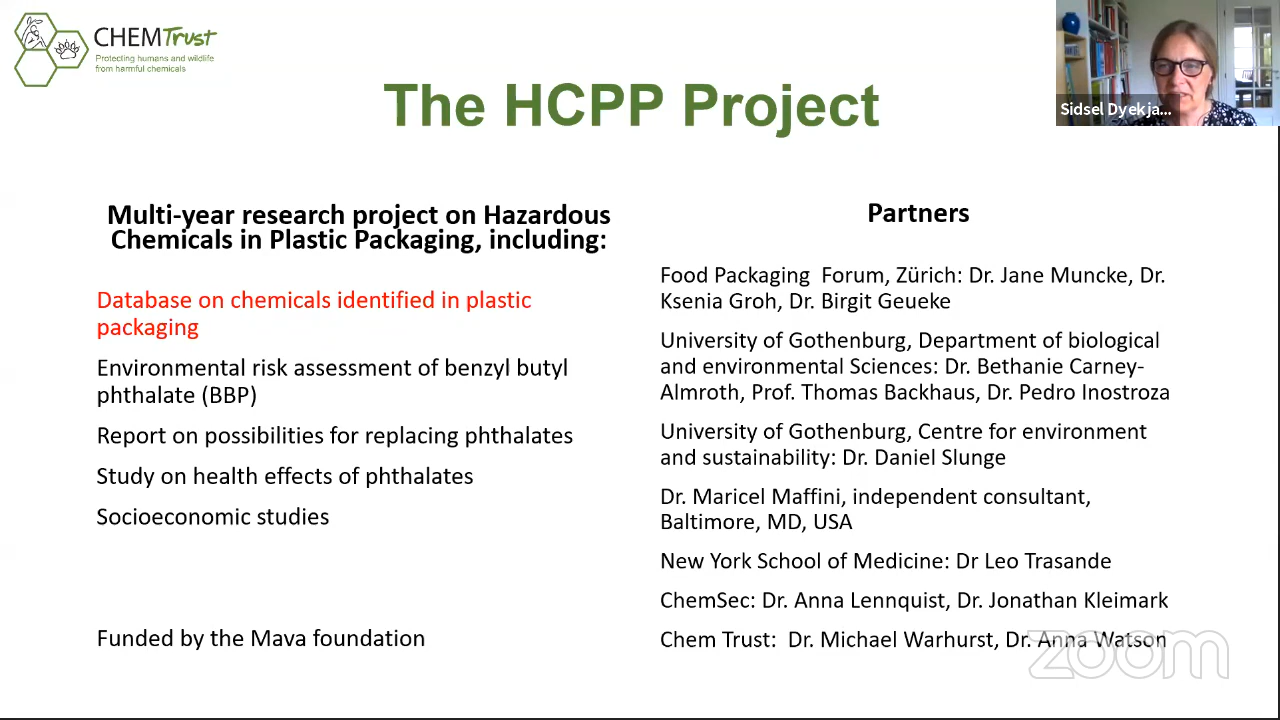 CHEMTrust
Protecting humans and wildlife
from harmful chemicals
The HCPP Project
Sidsel Dyekja...
Multi-year research project on Hazardous
Chemicals in Plastic Packaging, including:
Database on chemicals identified in plastic
packaging
Environmental risk assessment of benzyl butyl
phthalate (BBP)
Report on possibilities for replacing phthalates
Study on health effects of phthalates
Socioeconomic studies
Funded by the Mava foundation
Partners
Food Packaging Forum, Zürich: Dr. Jane Muncke, Dr.
Ksenia Groh, Dr. Birgit Geueke
University of Gothenburg, Department of biological
and environmental Sciences: Dr. Bethanie Carney-
Almroth, Prof. Thomas Backhaus, Dr. Pedro Inostroza
University of Gothenburg, Centre for environment
and sustainability: Dr. Daniel Slunge
Dr. Maricel Maffini, independent consultant,
Baltimore, MD, USA
New York School of Medicine: Dr Leo Trasande
ChemSec: Dr. Anna Lennquist, Dr. Jonathan Kleimark
Chem Trust: Dr. Michael Warhurst, Dr. Anna Watson
zoom